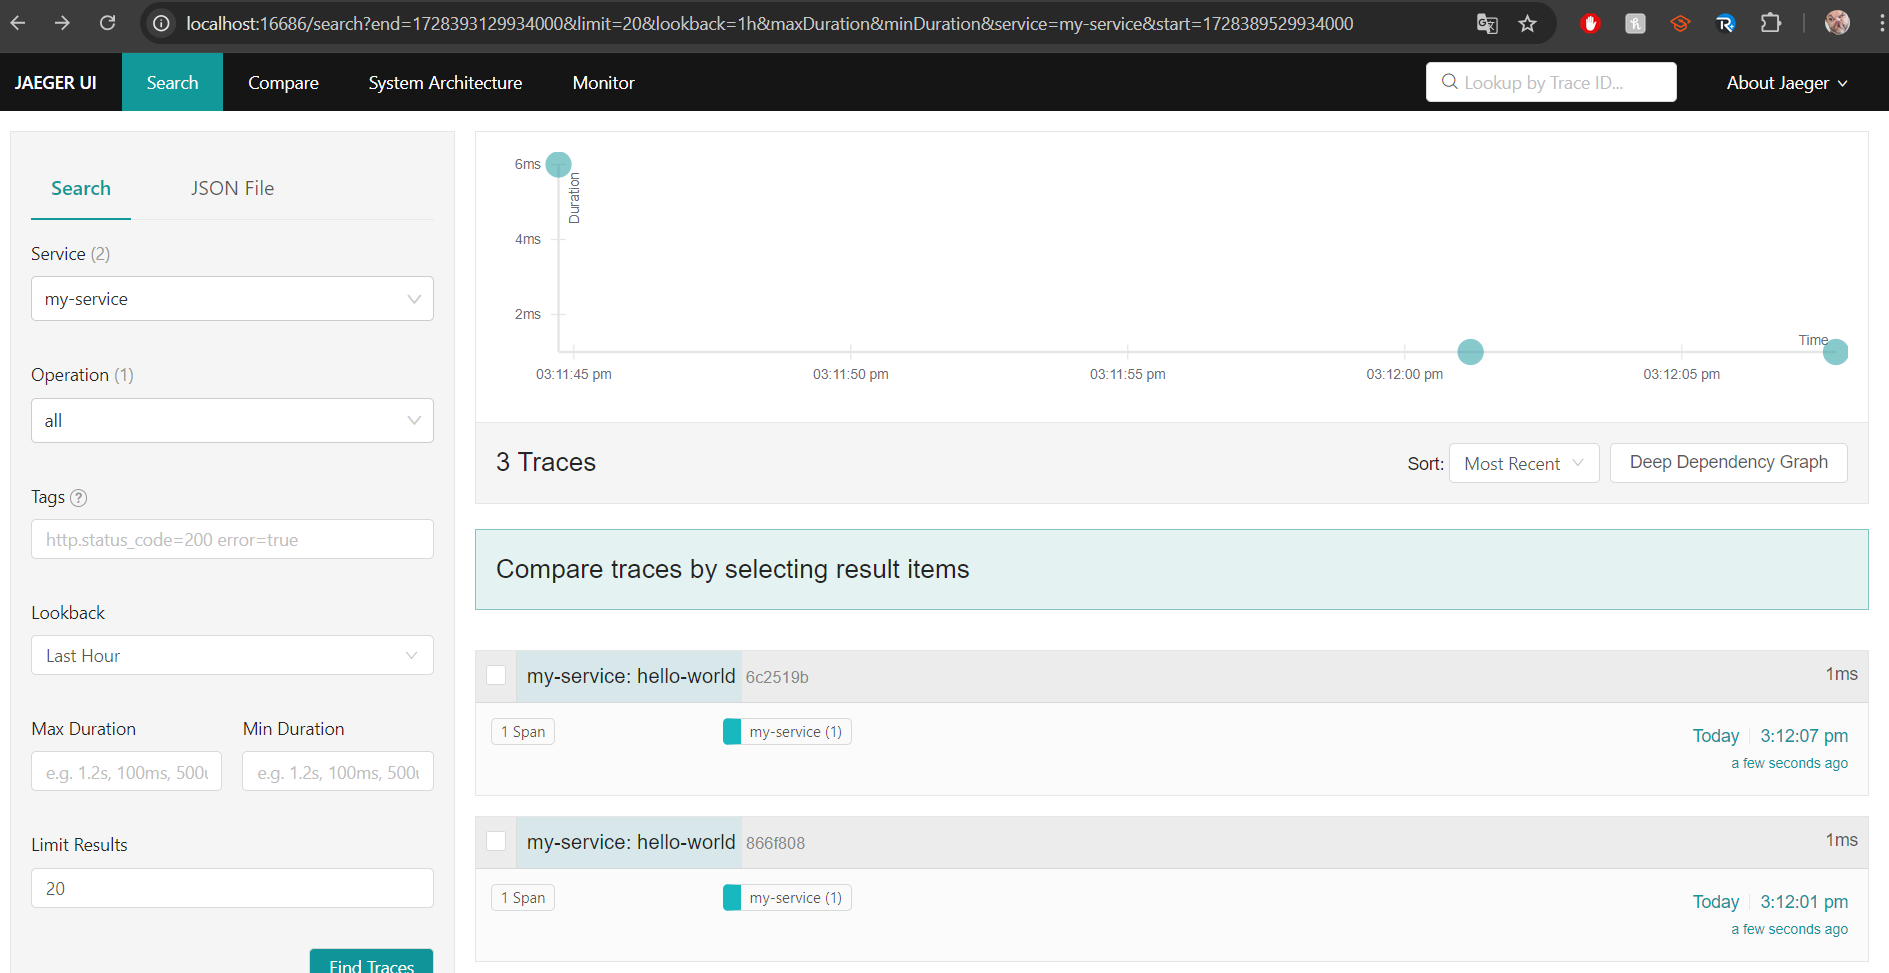 localhost:16686/search?end=1728393129934000&limit=20&lookback=1h&maxDuration&minDuration&service=my-service&start=1728389529934000
JAEGER UI Search Compare System Architecture Monitor Lookup by Trace ID... About Jaeger
Search JSON File
Service (2)
my-service
Operation (1)
all
Tags ?
http.status_code=200 error=true
Lookback
Last Hour
Max Duration Min Duration
e.g. 1.2s, 100ms, 500u e.g. 1.2s, 100ms, 500u
Limit Results
20
Find Traces
6ms
Duration
4ms
2ms
Time
03:11:45 pm 03:11:50 pm 03:11:55 pm 03:12:00 pm 03:12:05 pm
3 Traces Sort: Most Recent Deep Dependency Graph
Compare traces by selecting result items
my-service: hello-world 6c2519b 1ms
1 Span my-service (1) Today 3:12:07 pm
a few seconds ago
my-service: hello-world 866f808 1ms
1 Span my-service (1) Today 3:12:01 pm
a few seconds ago